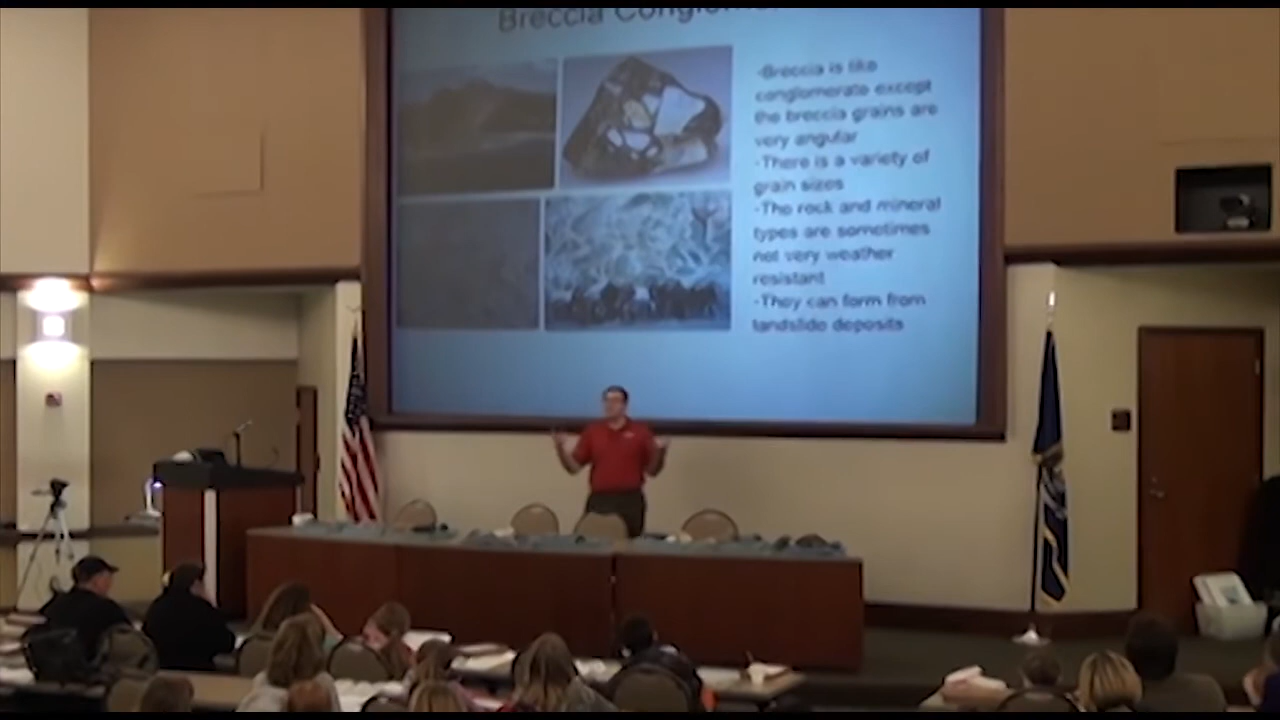 Breccia Conglom
-Breccia is like
conglomerate except
the breccia grains are
very angular
-There is a variety of
grain sizes
-The rock and mineral
types are sometimes
not very weather
resistant
-They can form from
landslide deposits